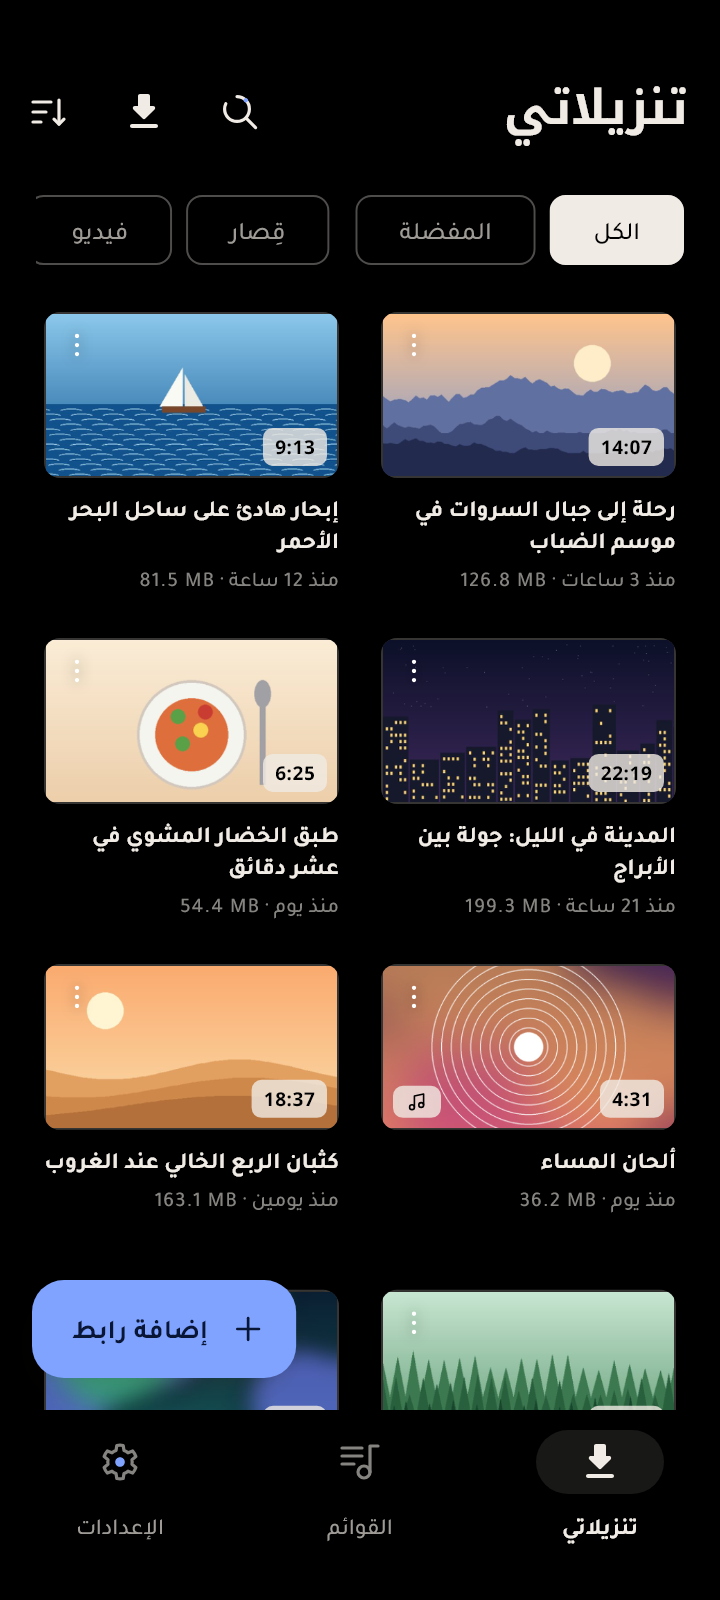 تنزيلاتي
الكل
المفضلة
قِصار
فيديو
14:07
9:13
رحلة إلى جبال السروات في
موسم الضباب
منذ 3 ساعات · 126.8 MB
إبحار هادئ على ساحل البحر
الأحمر
منذ 12 ساعة · 81.5 MB
22:19
6:25
المدينة في الليل: جولة بين
الأبراج
منذ 21 ساعة · 199.3 MB
طبق الخضار المشوي في
عشر دقائق
منذ يوم · 54.4 MB
4:31
18:37
ألحان المساء
منذ يوم · 36.2 MB
كثبان الربع الخالي عند الغروب
منذ يومين · 163.1 MB
إضافة رابط
تنزيلاتي
القوائم
الإعدادات